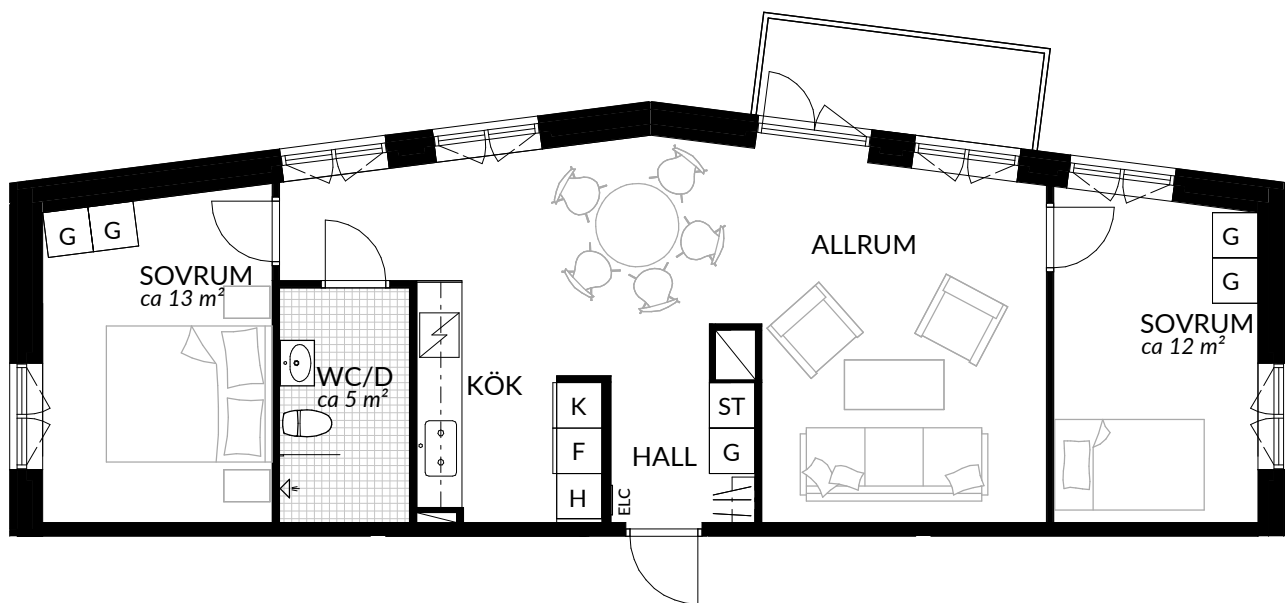 G
G
SOVRUM
ca 13 m²
WC/D
ca 5 m²
KÖK
K
F
H
ELC
HALL
ST
G
ALLRUM
G
G
SOVRUM
ca 12 m²